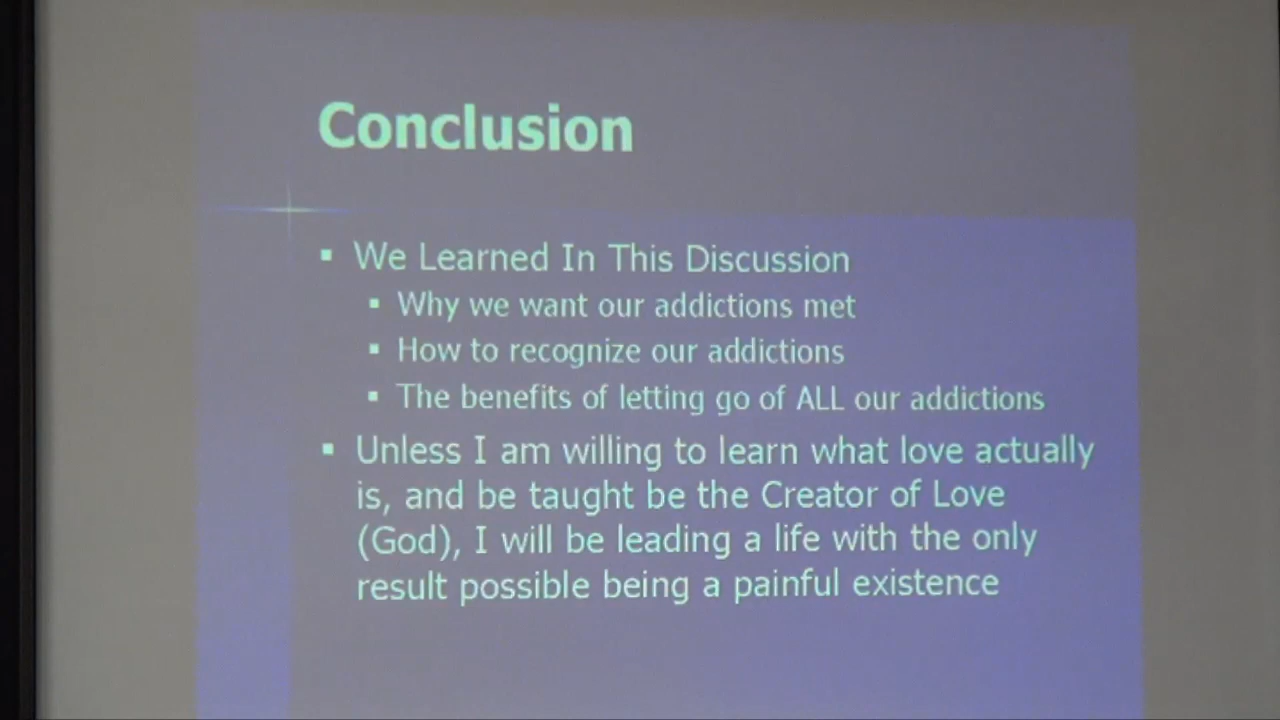 Conclusion
We Learned In This Discussion
Why we want our addictions met
How to recognize our addictions
The benefits of letting go of ALL our addictions
Unless I am willing to learn what love actually
is, and be taught be the Creator of Love
(God), I will be leading a life with the only
result possible being a painful existence